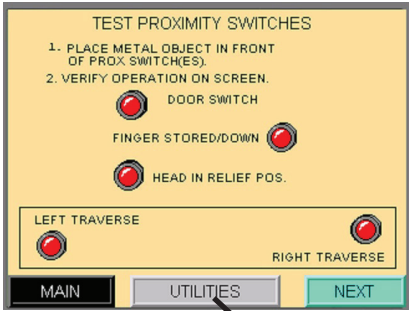 TEST PROXIMITY SWITCHES
1. PLACE METAL OBJECT IN FRONT
OF PROX SWITCH(ES).
2. VERIFY OPERATION ON SCREEN.
DOOR SWITCH
FINGER STORED/DOWN
HEAD IN RELIEF POS.
LEFT TRAVERSE
RIGHT TRAVERSE
MAIN
UTILITIES
NEXT